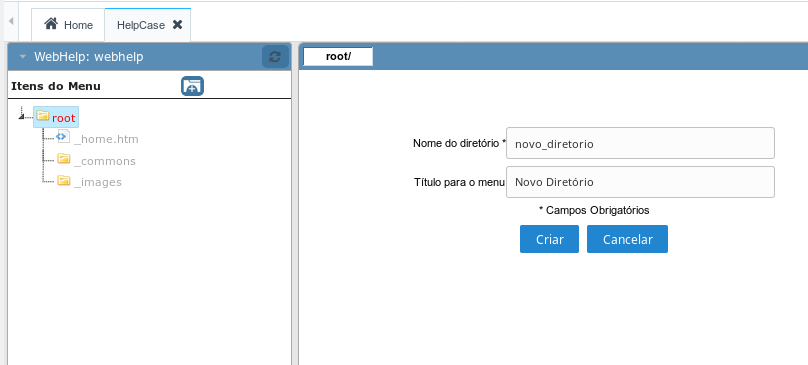 Home
HelpCase
WebHelp: webhelp
Itens do Menu
root
_home.htm
_commons
_images
root/
Nome do diretório * novo_diretorio
Título para o menu Novo Diretório
* Campos Obrigatórios
Criar Cancelar